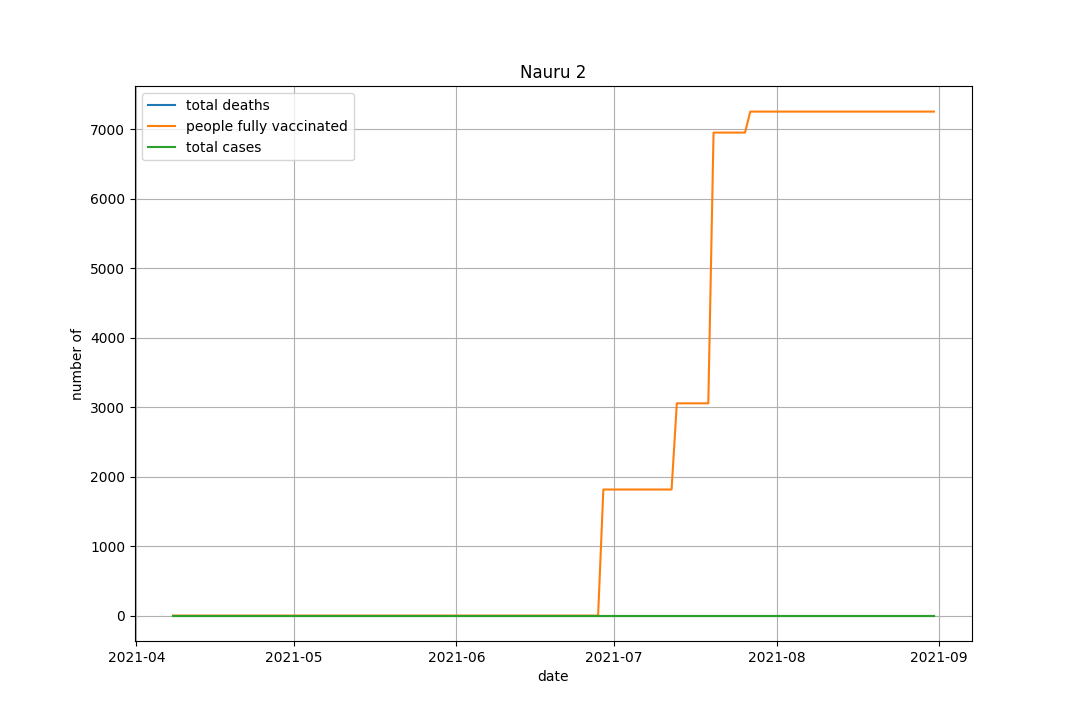 Nauru 2
total deaths
people fully vaccinated
total cases
7000
6000
5000
4000
3000
2000
1000
0
number of
2021-04 2021-05 2021-06 2021-07 2021-08 2021-09
date